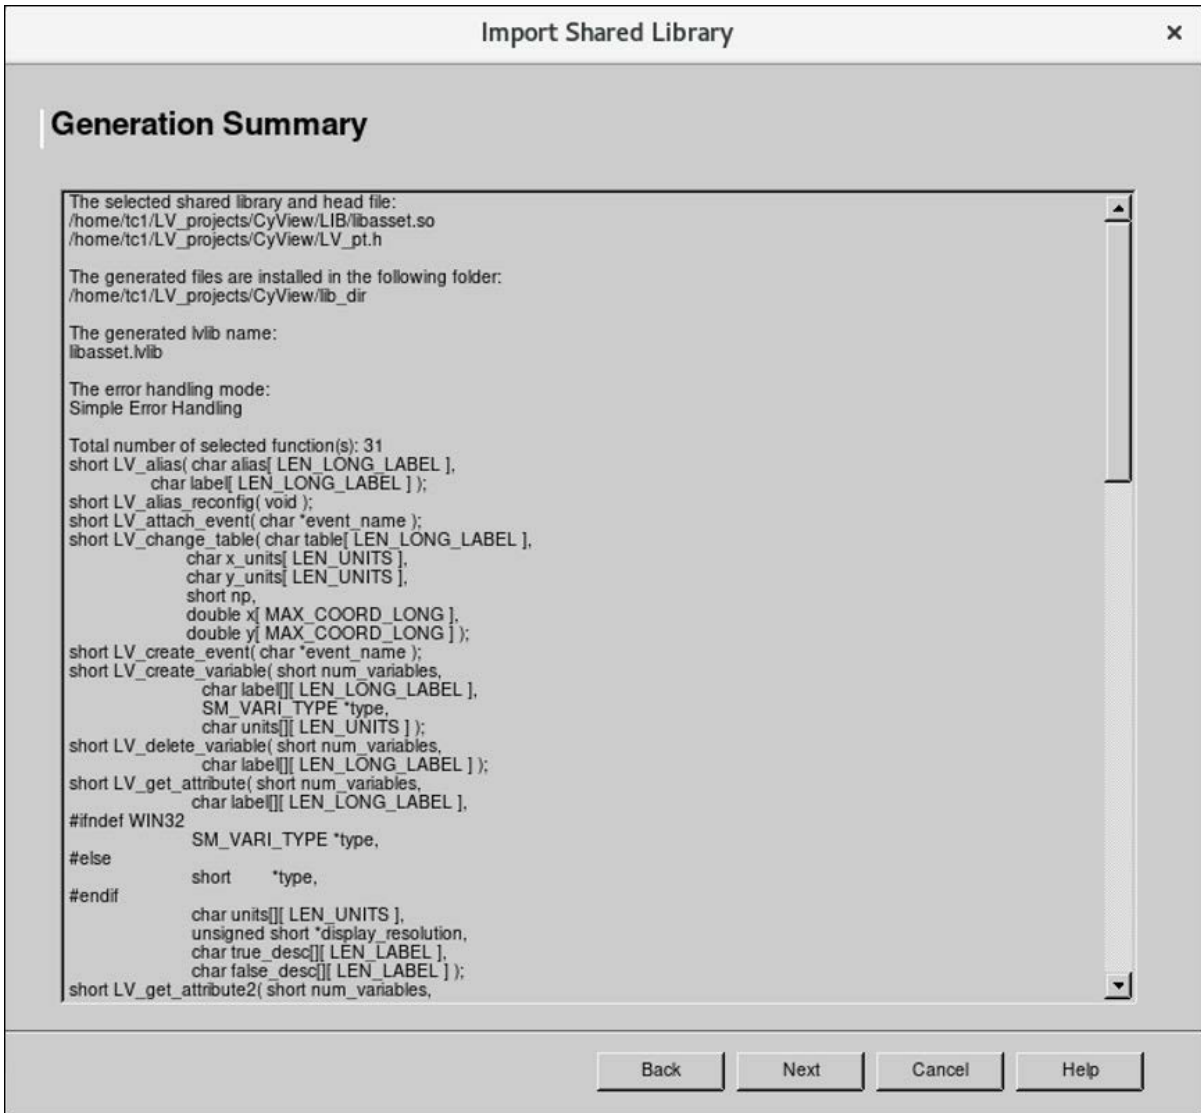 Import Shared Library
×
Generation Summary
The selected shared library and head file:
/home/tc1/LV_projects/CyView/LIB/libasset.so
/home/tc1/LV_projects/CyView/LV_pt.h
The generated files are installed in the following folder:
/home/tc1/LV_projects/CyView/lib_dir
The generated lvlib name:
libasset.lvlib
The error handling mode:
Simple Error Handling
Total number of selected function(s): 31
short LV_alias( char alias[ LEN_LONG_LABEL ],
char label[ LEN_LONG_LABEL ] );
short LV_alias_reconfig( void );
short LV_attach_event( char *event_name );
short LV_change_table( char table[ LEN_LONG_LABEL ],
char x_units[ LEN_UNITS ],
char y_units[ LEN_UNITS ],
short np,
double x[ MAX_COORD_LONG ],
double y[ MAX_COORD_LONG ] );
short LV_create_event( char *event_name );
short LV_create_variable( short num_variables,
char label[][ LEN_LONG_LABEL ],
SM_VARI_TYPE *type,
char units[][ LEN_UNITS ] );
short LV_delete_variable( short num_variables,
char label[][ LEN_LONG_LABEL ] );
short LV_get_attribute( short num_variables,
char label[][ LEN_LONG_LABEL ],
#ifndef WIN32
SM_VARI_TYPE *type,
#else
short *type,
#endif
char units[][ LEN_UNITS ],
unsigned short *display_resolution,
char true_desc[][ LEN_LABEL ],
char false_desc[][ LEN_LABEL ] );
short LV_get_attribute2( short num_variables,
Back Next Cancel Help